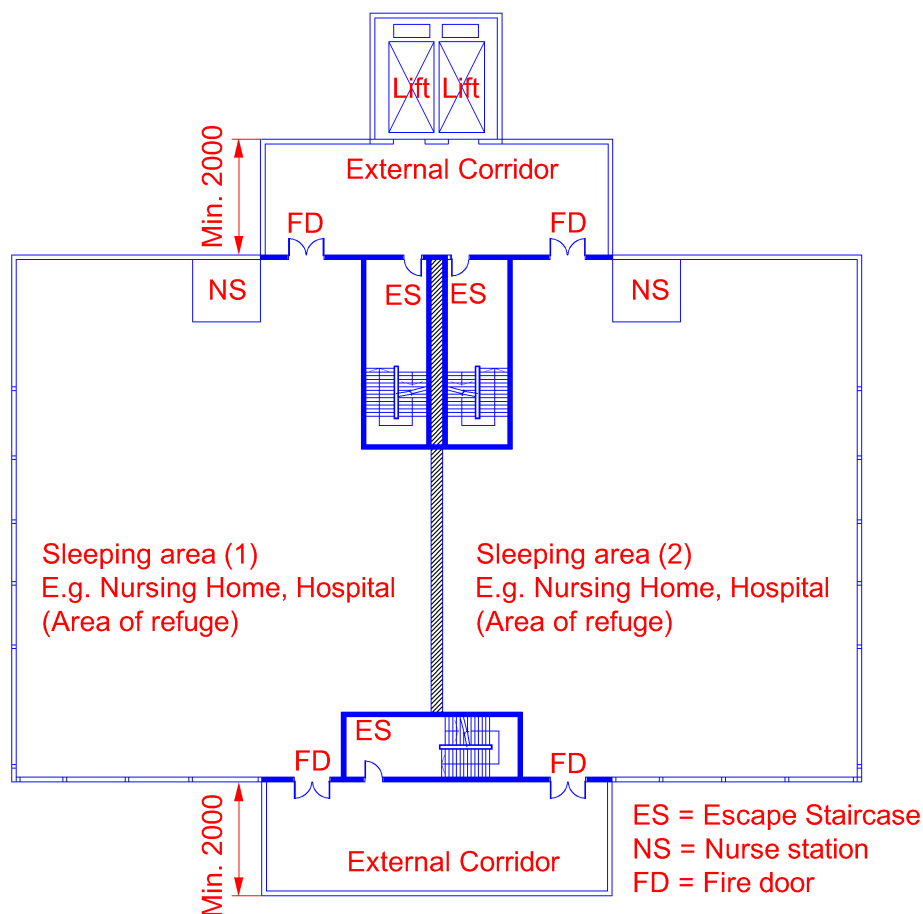 Lift Lift
External Corridor
Min. 2000
FD FD
NS ES ES NS
Sleeping area (1)
E.g. Nursing Home, Hospital
(Area of refuge)
Sleeping area (2)
E.g. Nursing Home, Hospital
(Area of refuge)
ES
FD FD
Min. 2000
External Corridor
ES = Escape Staircase
NS = Nurse station
FD = Fire door